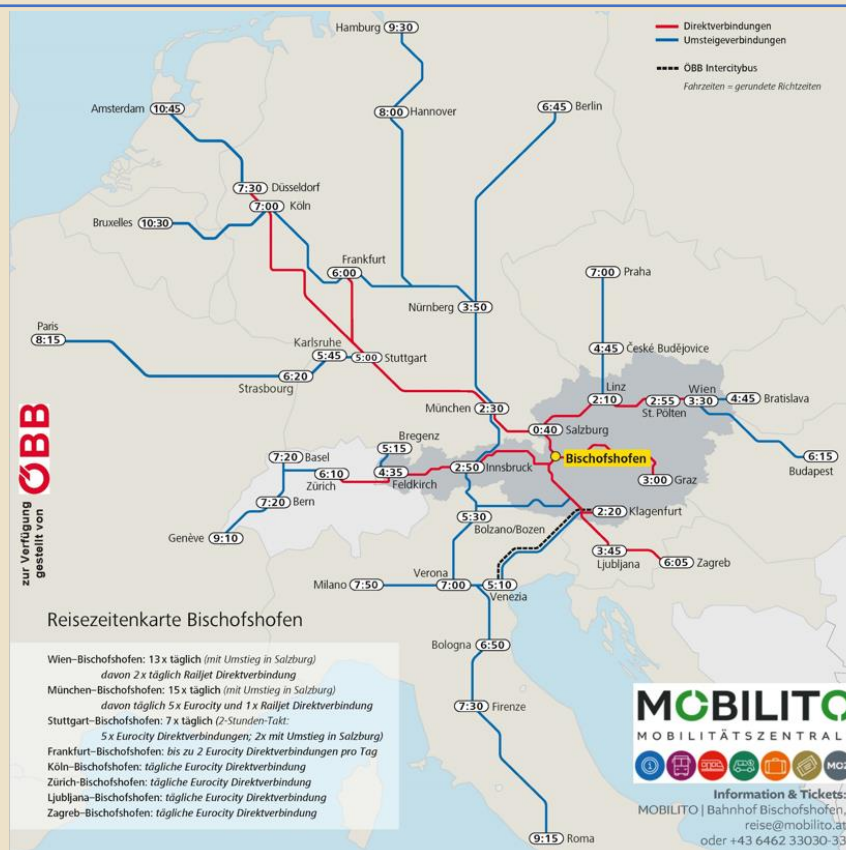 Hamburg 9:30
Direktverbindungen
Umsteigeverbindungen
ÖBB Intercitybus
Fahrzeiten = gerundete Richtzeiten
Amsterdam 10:45
8:00 Hannover
6:45 Berlin
7:30 Düsseldorf
7:00 Köln
Bruxelles 10:30
Frankfurt
6:00
Nürnberg 3:50
7:00 Praha
Paris
8:15
Karlsruhe
5:45
5:00 Stuttgart
4:45 České Budějovice
6:20
Strasbourg
München 2:30
Linz
2:10
2:55
St. Pölten
Wien
3:30
4:45 Bratislava
0:40 Salzburg
Bischofshofen
6:15
Budapest
3:00
Graz
Bregenz
5:15
7:20 Basel
6:10
Zürich
4:35
Feldkirch
2:50 Innsbruck
7:20 Bern
Genève 9:10
5:30
Bolzano/Bozen
2:20 Klagenfurt
3:45
Ljubljana
6:05 Zagreb
Milano 7:50
Verona
7:00
5:10
Venezia
Bologna
6:50
7:30 Firenze
9:15 Roma
zur Verfügung
gestellt von
ÖBB
Reisezeitenkarte Bischofshofen
Wien–Bischofshofen: 13 x täglich (mit Umstieg in Salzburg)
davon 2 x täglich Railjet Direktverbindung
München–Bischofshofen: 15 x täglich (mit Umstieg in Salzburg)
davon täglich 5 x Eurocity und 1 x Railjet Direktverbindung
Stuttgart–Bischofshofen: 7 x täglich (2-Stunden-Takt:
5 x Eurocity Direktverbindungen; 2x mit Umstieg in Salzburg)
Frankfurt–Bischofshofen: bis zu 2 Eurocity Direktverbindungen pro Tag
Köln–Bischofshofen: tägliche Eurocity Direktverbindung
Zürich–Bischofshofen: tägliche Eurocity Direktverbindung
Ljubljana–Bischofshofen: tägliche Eurocity Direktverbindung
Zagreb–Bischofshofen: tägliche Eurocity Direktverbindung
MOBILITO
MOBILITÄTSZENTRAL
MOZ
Information & Tickets:
MOBILITO | Bahnhof Bischofshofen,
reise@mobilito.at
oder +43 6462 33030-33